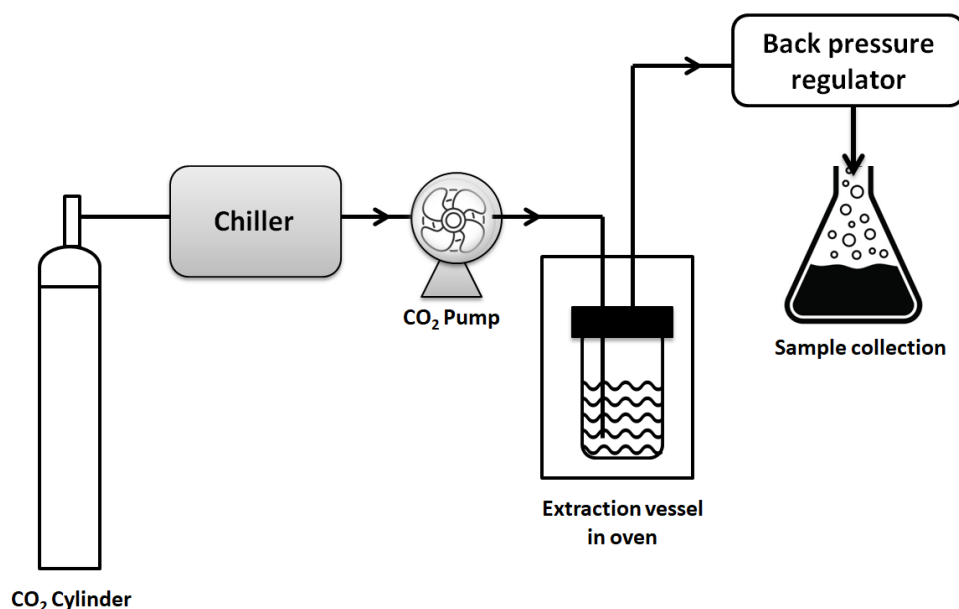 Back pressure
regulator
Chiller
CO₂ Pump
Sample collection
Extraction vessel
in oven
CO₂ Cylinder